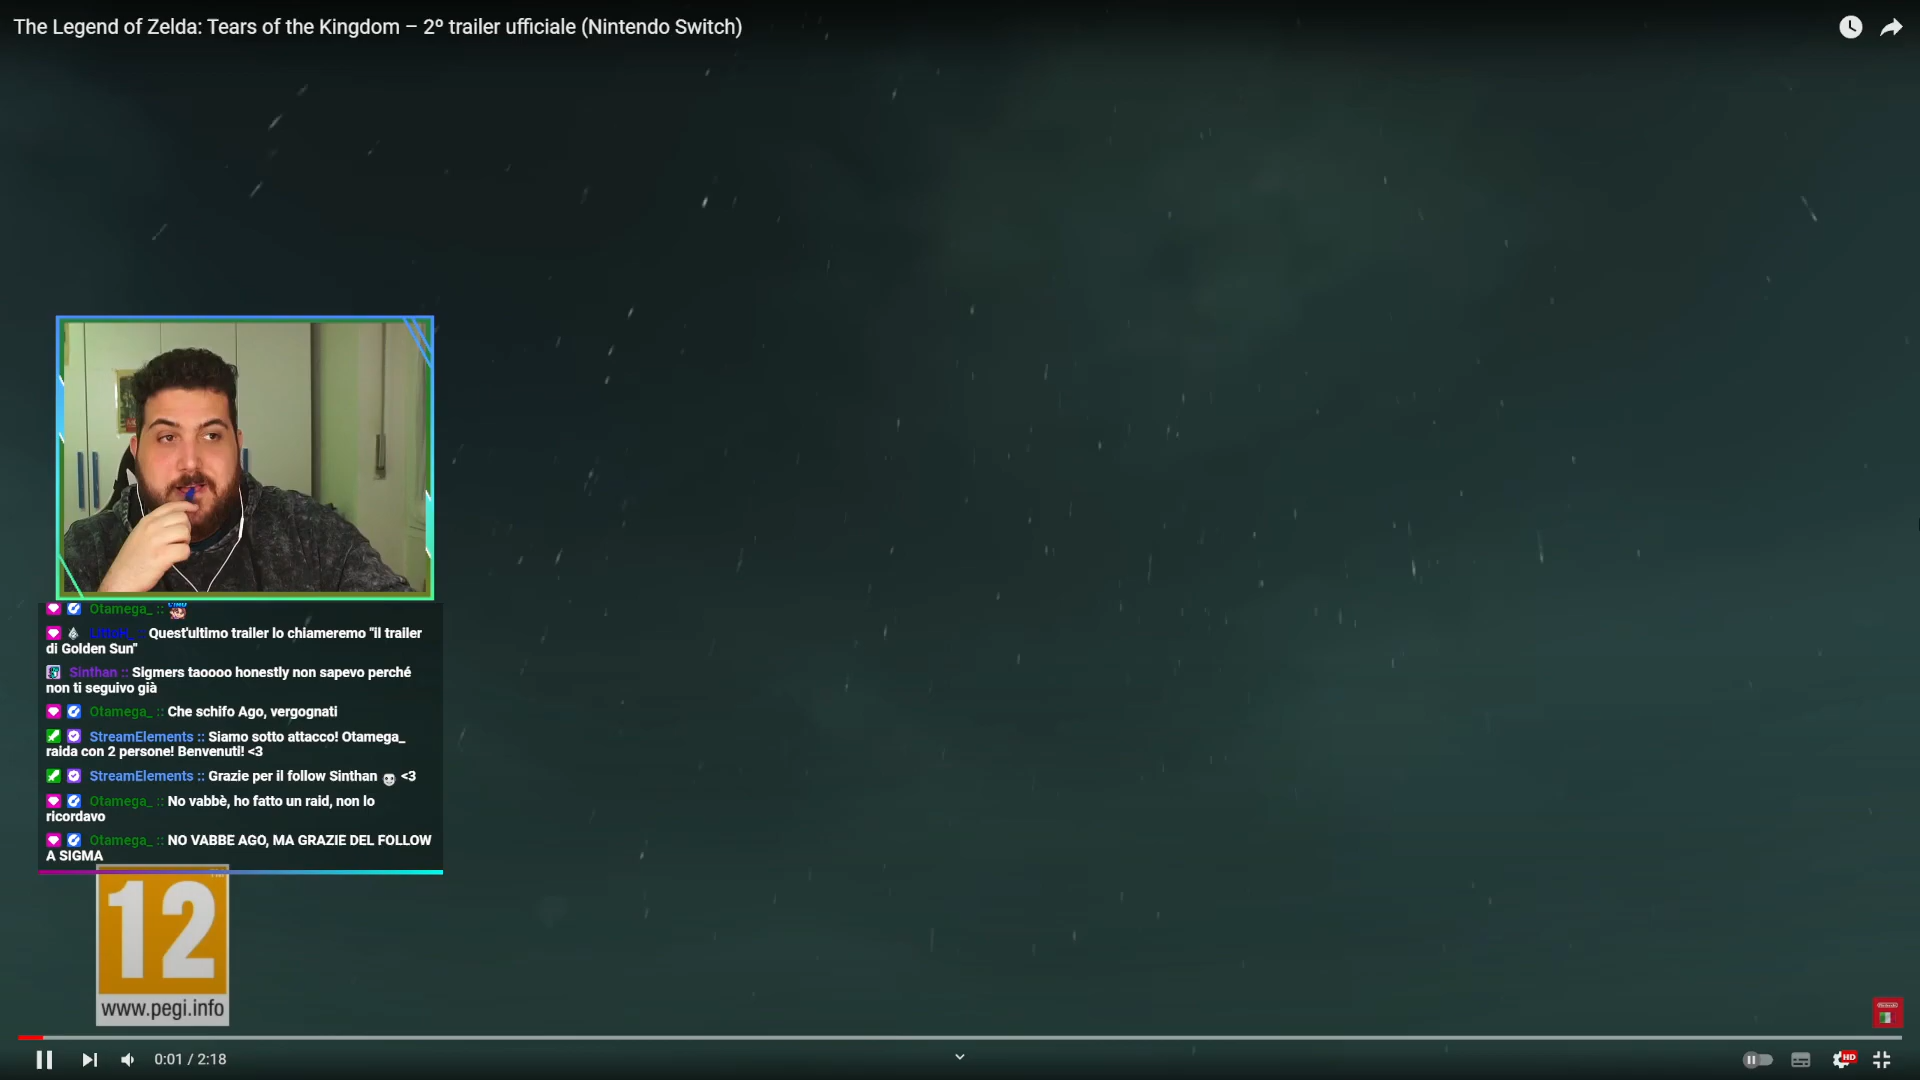 The Legend of Zelda: Tears of the Kingdom – 2º trailer ufficiale (Nintendo Switch)
Otamega_ ::
:: Quest'ultimo trailer lo chiameremo "il trailer
di Golden Sun"
Sinthan :: Sigmers taoooo honestly non sapevo perché
non ti seguivo già
Otamega_ :: Che schifo Ago, vergognati
StreamElements :: Siamo sotto attacco! Otamega_
raida con 2 persone! Benvenuti! <3
StreamElements :: Grazie per il follow Sinthan <3
Otamega_ :: No vabbè, ho fatto un raid, non lo
ricordavo
Otamega_ :: NO VABBE AGO, MA GRAZIE DEL FOLLOW
A SIGMA
12
www.pegi.info
Nintendo
0:01 / 2:18
HD